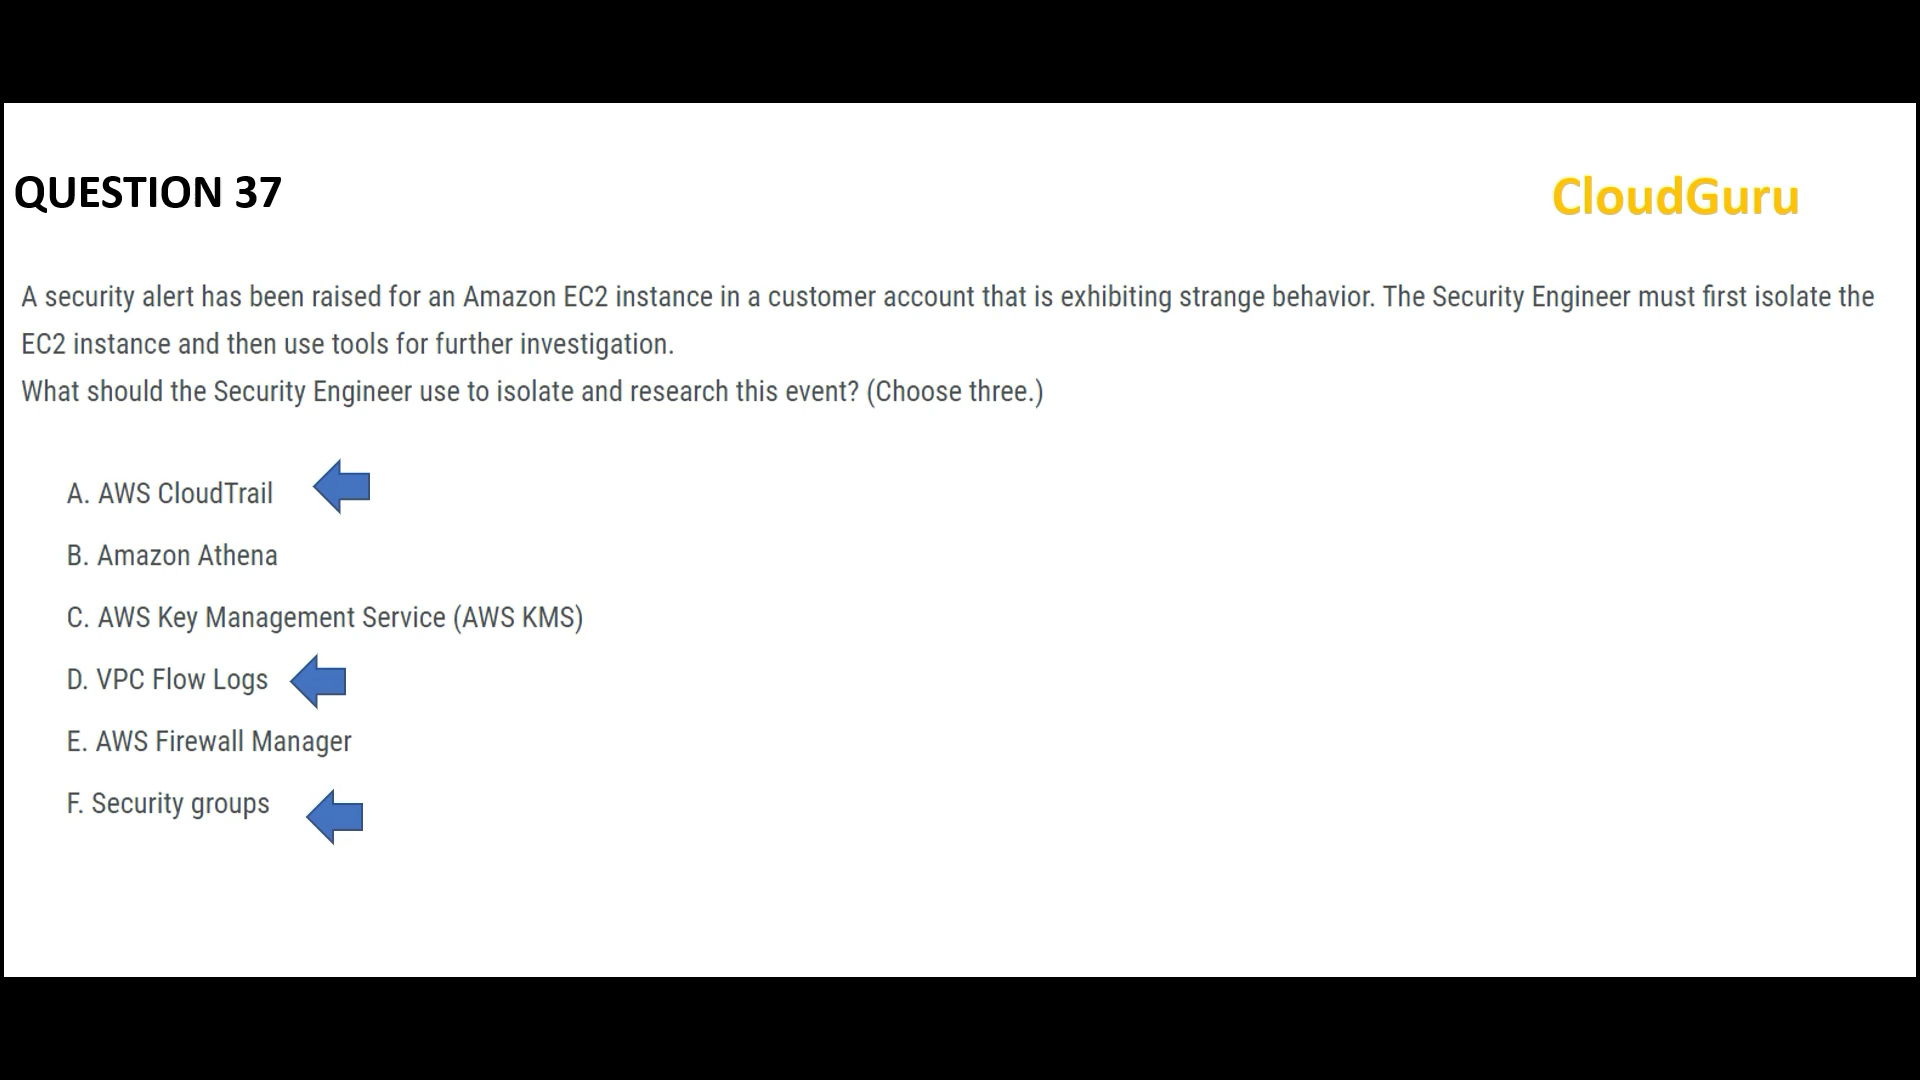 QUESTION 37
CloudGuru
A security alert has been raised for an Amazon EC2 instance in a customer account that is exhibiting strange behavior. The Security Engineer must first isolate the
EC2 instance and then use tools for further investigation.
What should the Security Engineer use to isolate and research this event? (Choose three.)
A. AWS CloudTrail
B. Amazon Athena
C. AWS Key Management Service (AWS KMS)
D. VPC Flow Logs
E. AWS Firewall Manager
F. Security groups